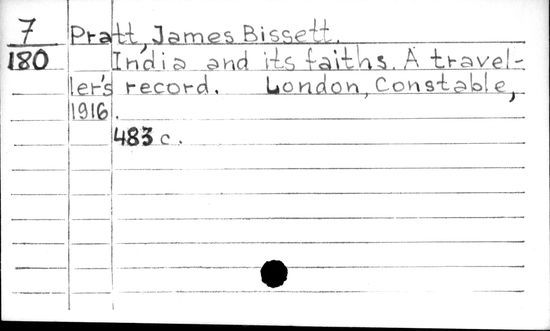 7 Pratt, James Bissett.
180 India and its faiths. A travel-
ler's record. London, Constable,
1916.
483 c.